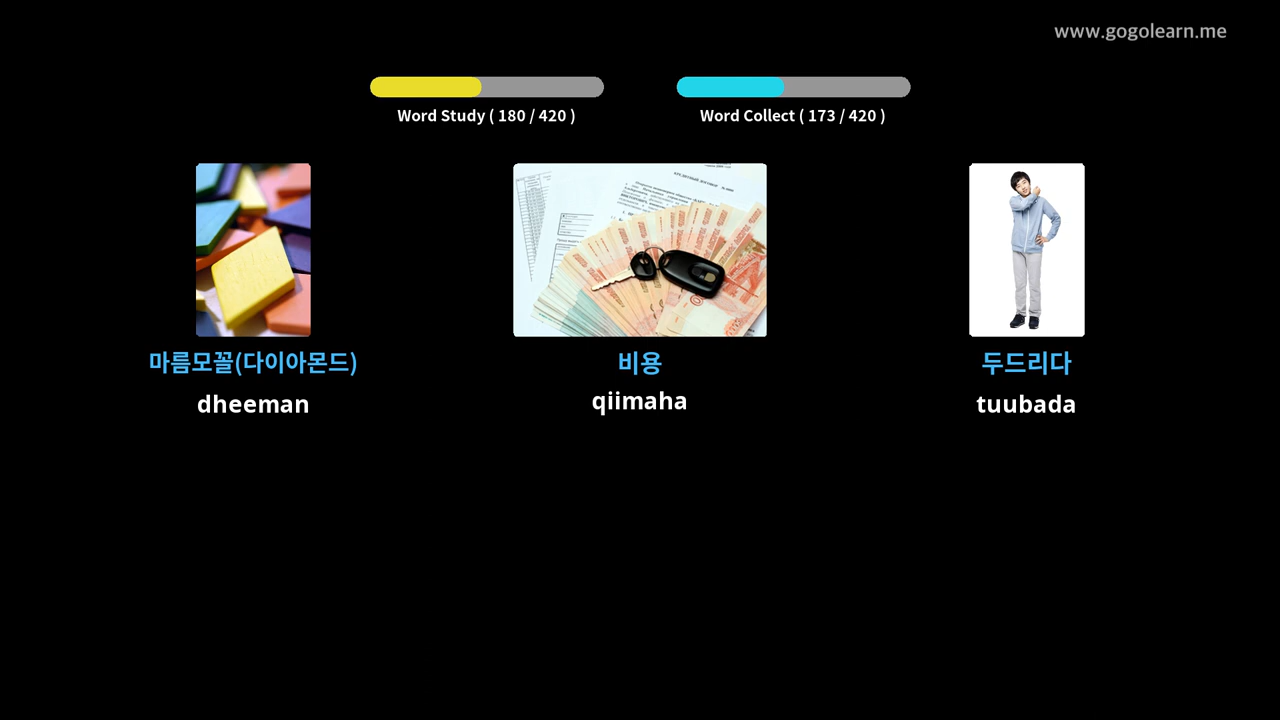 www.gogolearn.me
Word Study ( 180 / 420 )
Word Collect ( 173 / 420 )
마름모꼴(다이아몬드)
dheeman
비용
qiimaha
두드리다
tuubada